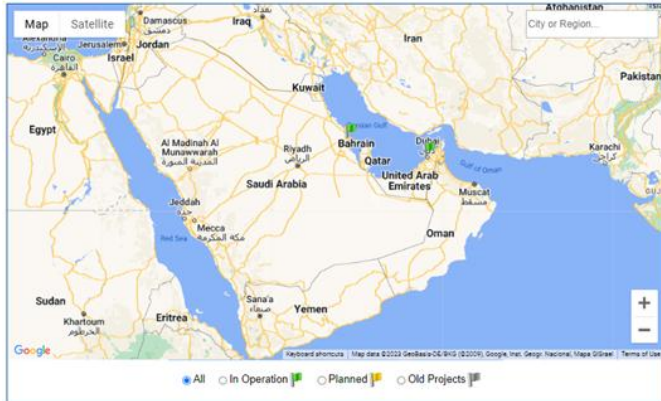 Map Satellite
City or Region...
Afghanistan
بغداد
Iraq
Damascus
دمشق
Alexandria
الإسكندرية
Jerusalem
Jordan
Israel
Cairo
القاهرة
Iran
Pakistan
Kuwait
Egypt
Persian Gulf
Bahrain
Dubai
دبي
Karachi
Al Madinah Al
Munawwarah
المدينة المنورة
Riyadh
الرياض
Qatar
Gulf of Oman
United Arab
Emirates
Muscat
مسقط
Saudi Arabia
Jeddah
جدة
Mecca
مكة المكرمة
Red Sea
Oman
Sudan
Khartoum
الخرطوم
Eritrea
Sana'a
صنعاء
Yemen
+
−
Google
Keyboard shortcuts Map data ©2023 GeoBasis-DE/BKG (©2009), Google, Inst. Geogr. Nacional, Mapa GISrael Terms of Use
All In Operation Planned Old Projects